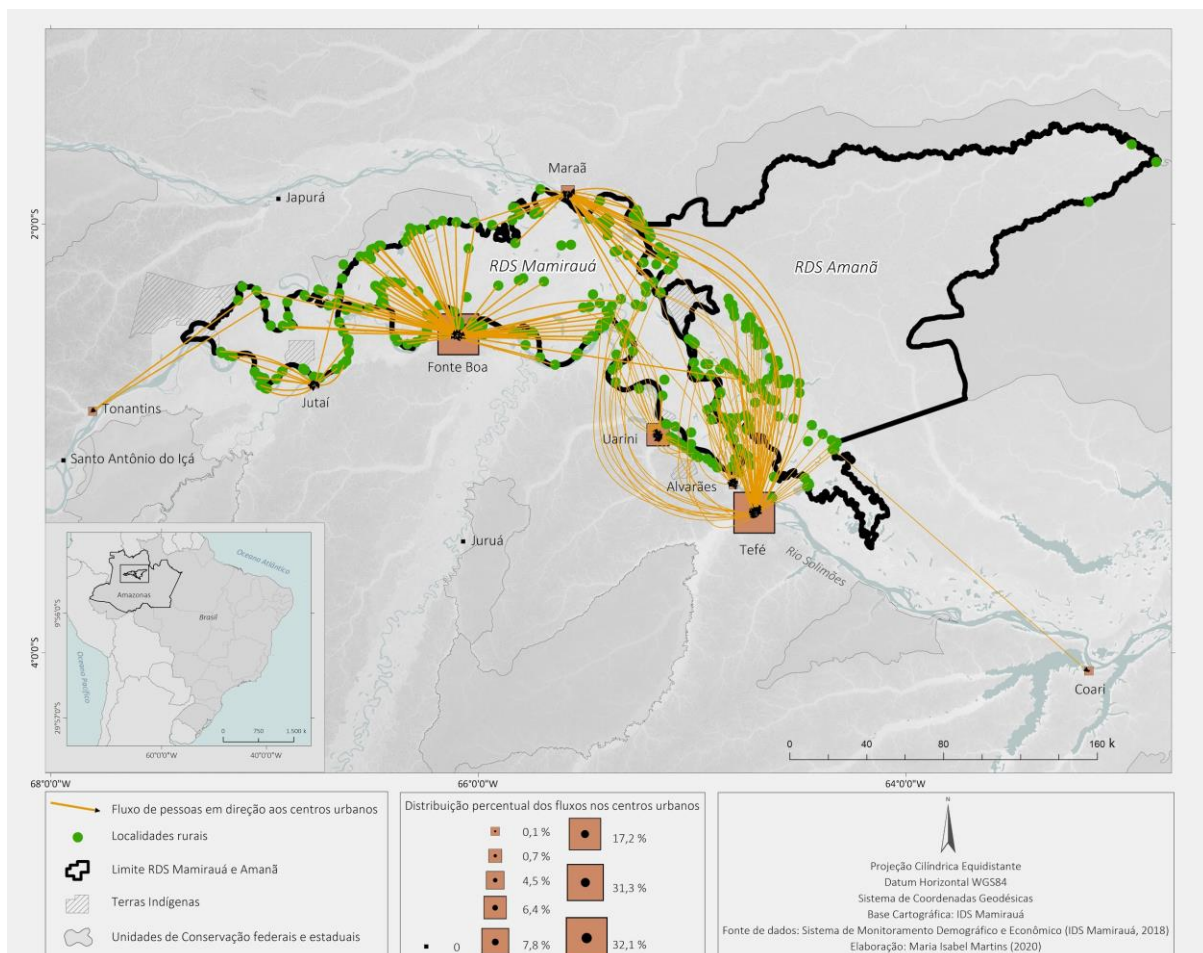 Maraã
Japurá
2°0'0"S
RDS Mamirauá
RDS Amanã
Fonte Boa
Jutaí
Tonantins
Uarini
Santo Antônio do Içá
Alvarães
Juruá
Tefé
Rio Solimões
4°0'0"S
Coari
Oceano Atlântico
Amazonas
Brasil
Oceano Pacífico
0 750 1.500 k
60°0'0"W 40°0'0"W
0 40 80 160 k
68°0'0"W 66°0'0"W 64°0'0"W
Fluxo de pessoas em direção aos centros urbanos
Localidades rurais
Limite RDS Mamirauá e Amanã
Terras Indígenas
Unidades de Conservação federais e estaduais
Distribuição percentual dos fluxos nos centros urbanos
0,1 %
0,7 %
4,5 %
6,4 %
0
7,8 %
17,2 %
31,3 %
32,1 %
N
Projeção Cilíndrica Equidistante
Datum Horizontal WGS84
Sistema de Coordenadas Geodésicas
Base Cartográfica: IDS Mamirauá
Fonte de dados: Sistema de Monitoramento Demográfico e Econômico (IDS Mamirauá, 2018)
Elaboração: Maria Isabel Martins (2020)